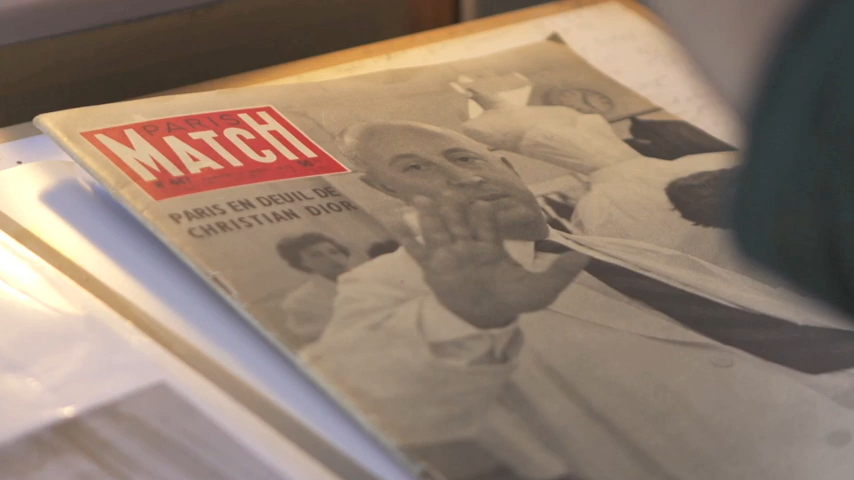 PARIS
MATCH
PARIS EN DEUIL DE
CHRISTIAN DIOR